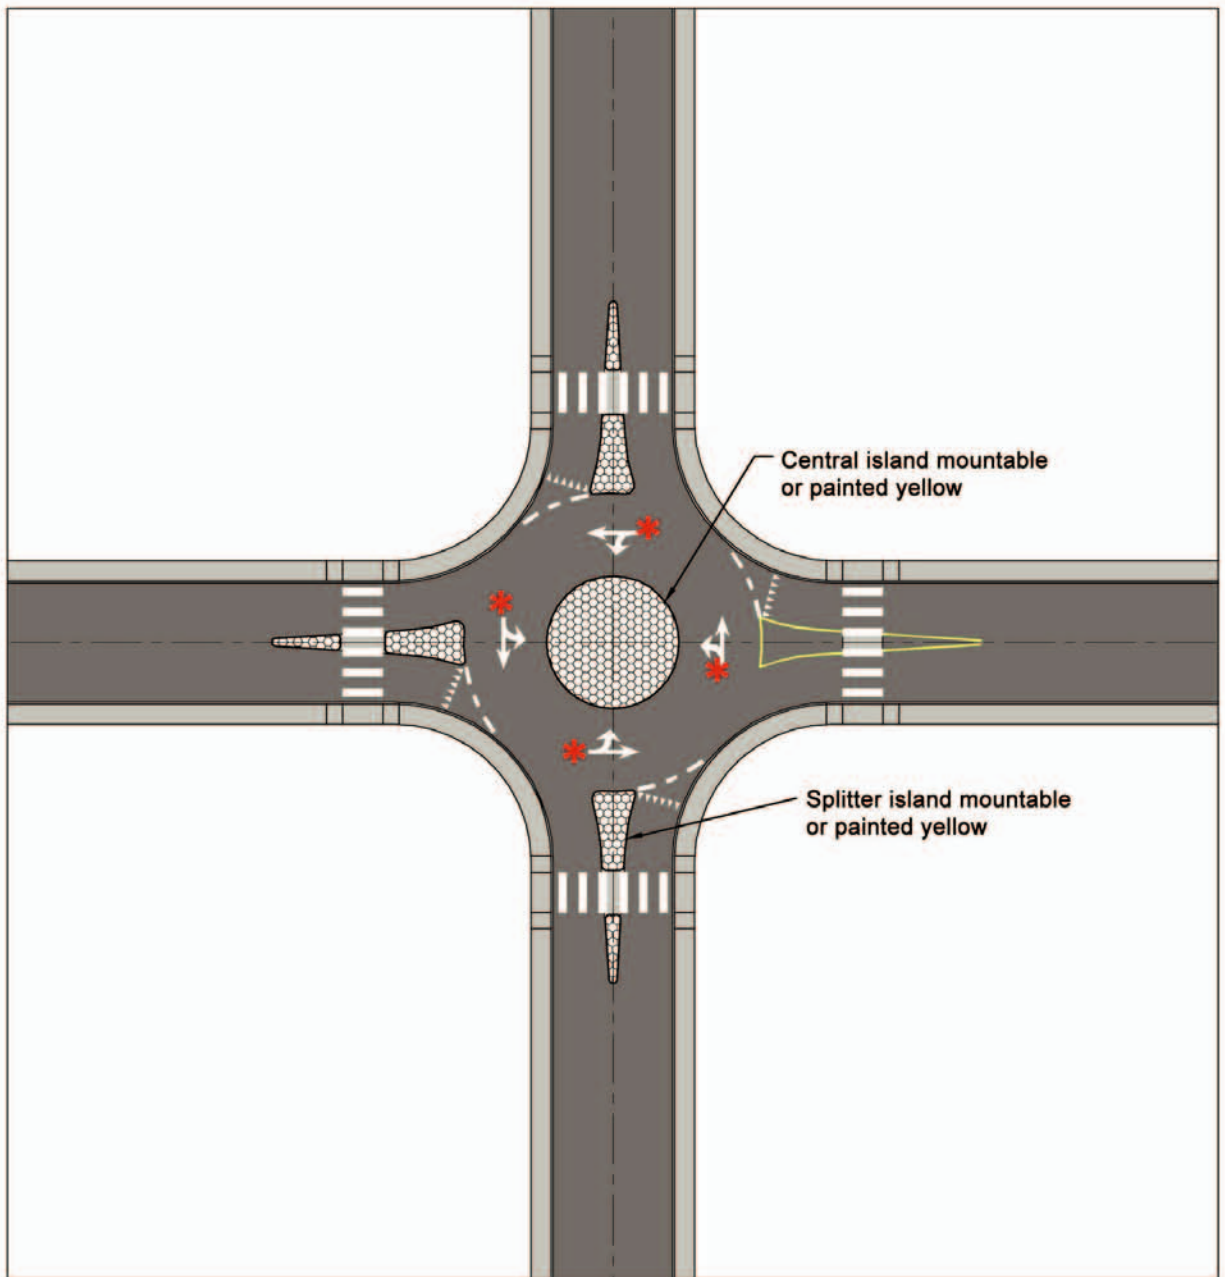 Central island mountable
or painted yellow
Splitter island mountable
or painted yellow